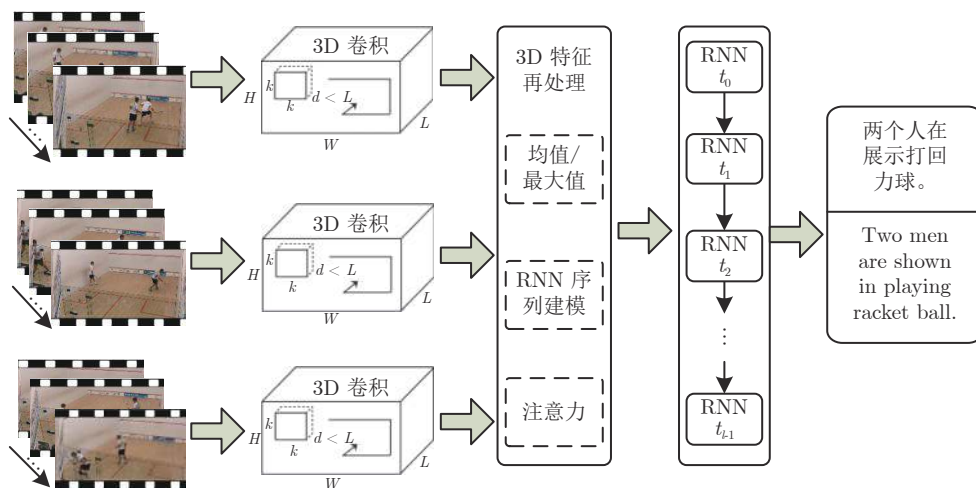 3D 卷积
H
k
k
d < L
W
L
3D 卷积
H
k
k
d < L
W
L
3D 卷积
H
k
k
d < L
W
L
3D 特征
再处理
均值/
最大值
RNN 序
列建模
注意力
RNN
t0
RNN
t1
RNN
t2
⋮
RNN
tl-1
两个人在
展示打回
力球。
Two men
are shown
in playing
racket ball.